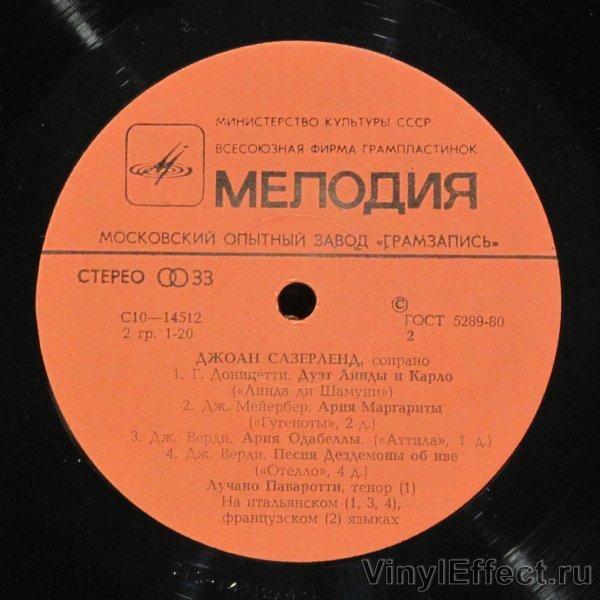 МИНИСТЕРСТВО КУЛЬТУРЫ СССР
ВСЕСОЮЗНАЯ ФИРМА ГРАМПЛАСТИНОК
МЕЛОДИЯ
МОСКОВСКИЙ ОПЫТНЫЙ ЗАВОД «ГРАМЗАПИСЬ»
СТЕРЕО 33
С10—14512
2 гр. 1-20
©
ГОСТ 5289-80
2
ДЖОАН САЗЕРЛЕНД, сопрано
1. Г. Доницетти. Дуэт Линды и Карло
(«Линда ди Шамуни»)
2. Дж. Мейербер. Ария Маргариты
(«Гугеноты», 2 д.)
3. Дж. Верди. Ария Одабеллы. («Аттила», 1 д.)
4. Дж. Верди. Песня Дездемоны об иве
(«Отелло», 4 д.)
Лучано Паваротти, тенор (1)
На итальянском (1, 3, 4),
французском (2) языках
VinylEffect.ru